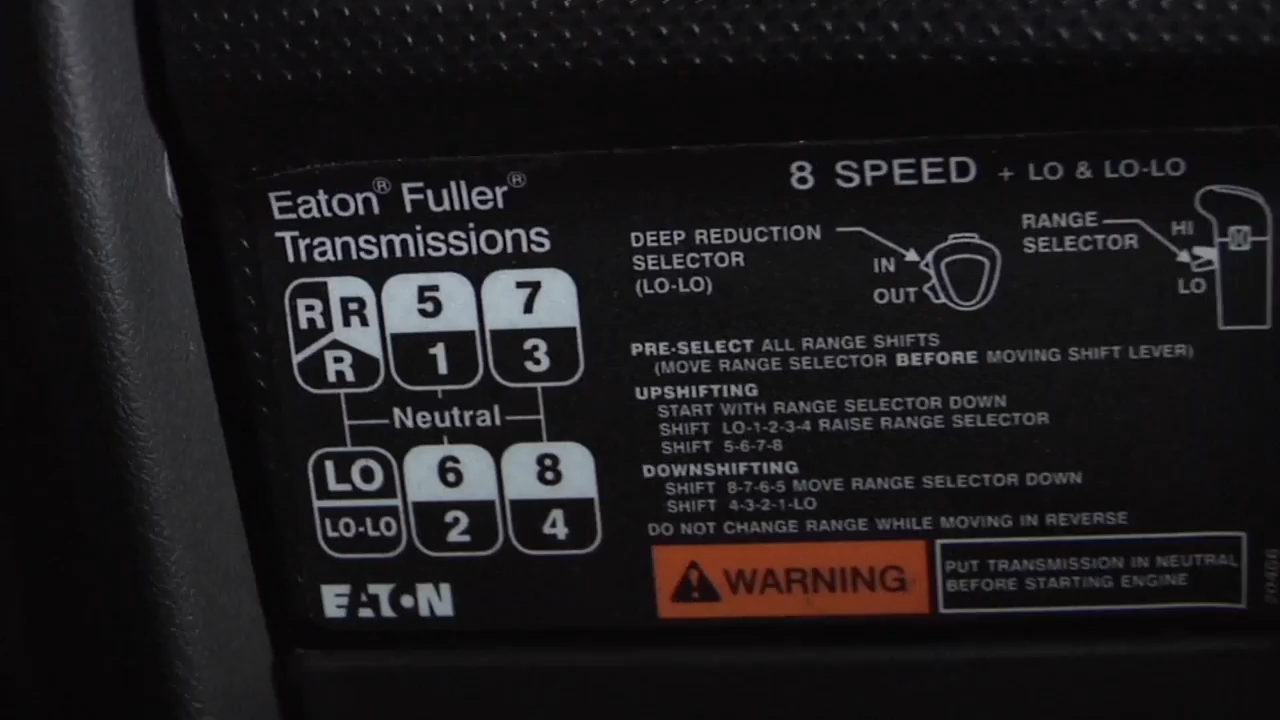 Eaton® Fuller®
Transmissions
8 SPEED + LO & LO-LO
R R 5 7
R 1 3
Neutral
LO 6 8
LO-LO 2 4
EATON
DEEP REDUCTION
SELECTOR
(LO-LO)
IN
OUT
RANGE
SELECTOR
HI
LO
PRE-SELECT ALL RANGE SHIFTS
(MOVE RANGE SELECTOR BEFORE MOVING SHIFT LEVER)
UPSHIFTING
START WITH RANGE SELECTOR DOWN
SHIFT LO-1-2-3-4 RAISE RANGE SELECTOR
SHIFT 5-6-7-8
DOWNSHIFTING
SHIFT 8-7-6-5 MOVE RANGE SELECTOR DOWN
SHIFT 4-3-2-1-LO
DO NOT CHANGE RANGE WHILE MOVING IN REVERSE
WARNING
PUT TRANSMISSION IN NEUTRAL
BEFORE STARTING ENGINE